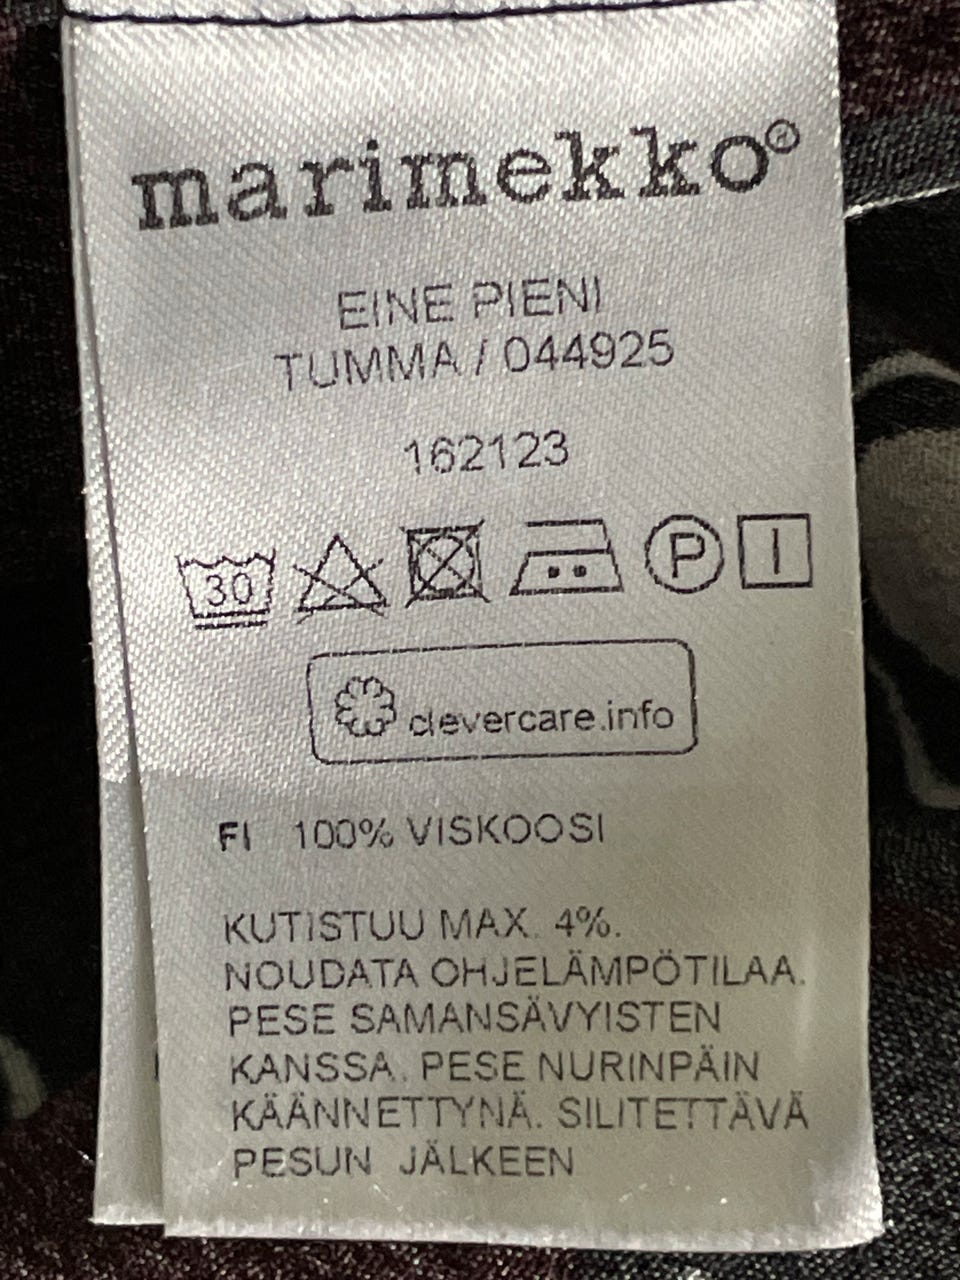 marimekko®
EINE PIENI
TUMMA / 044925
162123
30 P
clevercare.info
FI 100% VISKOOSI
KUTISTUU MAX. 4%.
NOUDATA OHJELÄMPÖTILAA.
PESE SAMANSÄVYISTEN
KANSSA. PESE NURINPÄIN
KÄÄNNETTYNÄ. SILITETTÄVÄ
PESUN JÄLKEEN